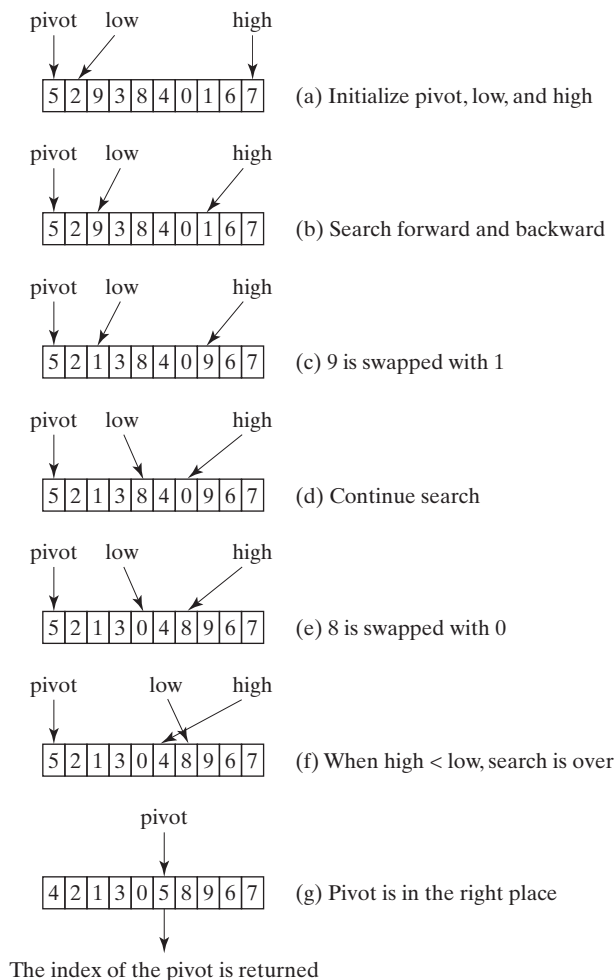 pivot low high
5 2 9 3 8 4 0 1 6 7 (a) Initialize pivot, low, and high
pivot low high
5 2 9 3 8 4 0 1 6 7 (b) Search forward and backward
pivot low high
5 2 1 3 8 4 0 9 6 7 (c) 9 is swapped with 1
pivot low high
5 2 1 3 8 4 0 9 6 7 (d) Continue search
pivot low high
5 2 1 3 0 4 8 9 6 7 (e) 8 is swapped with 0
pivot low high
5 2 1 3 0 4 8 9 6 7 (f) When high < low, search is over
pivot
4 2 1 3 0 5 8 9 6 7 (g) Pivot is in the right place
The index of the pivot is returned